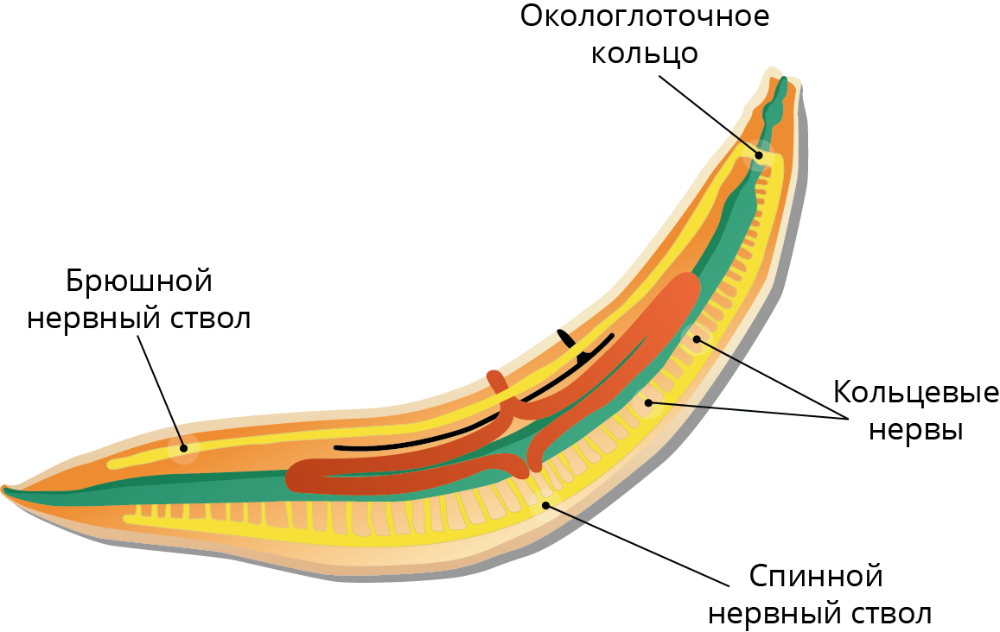 Окологлоточное
кольцо
Брюшной
нервный ствол
Кольцевые
нервы
Спинной
нервный ствол